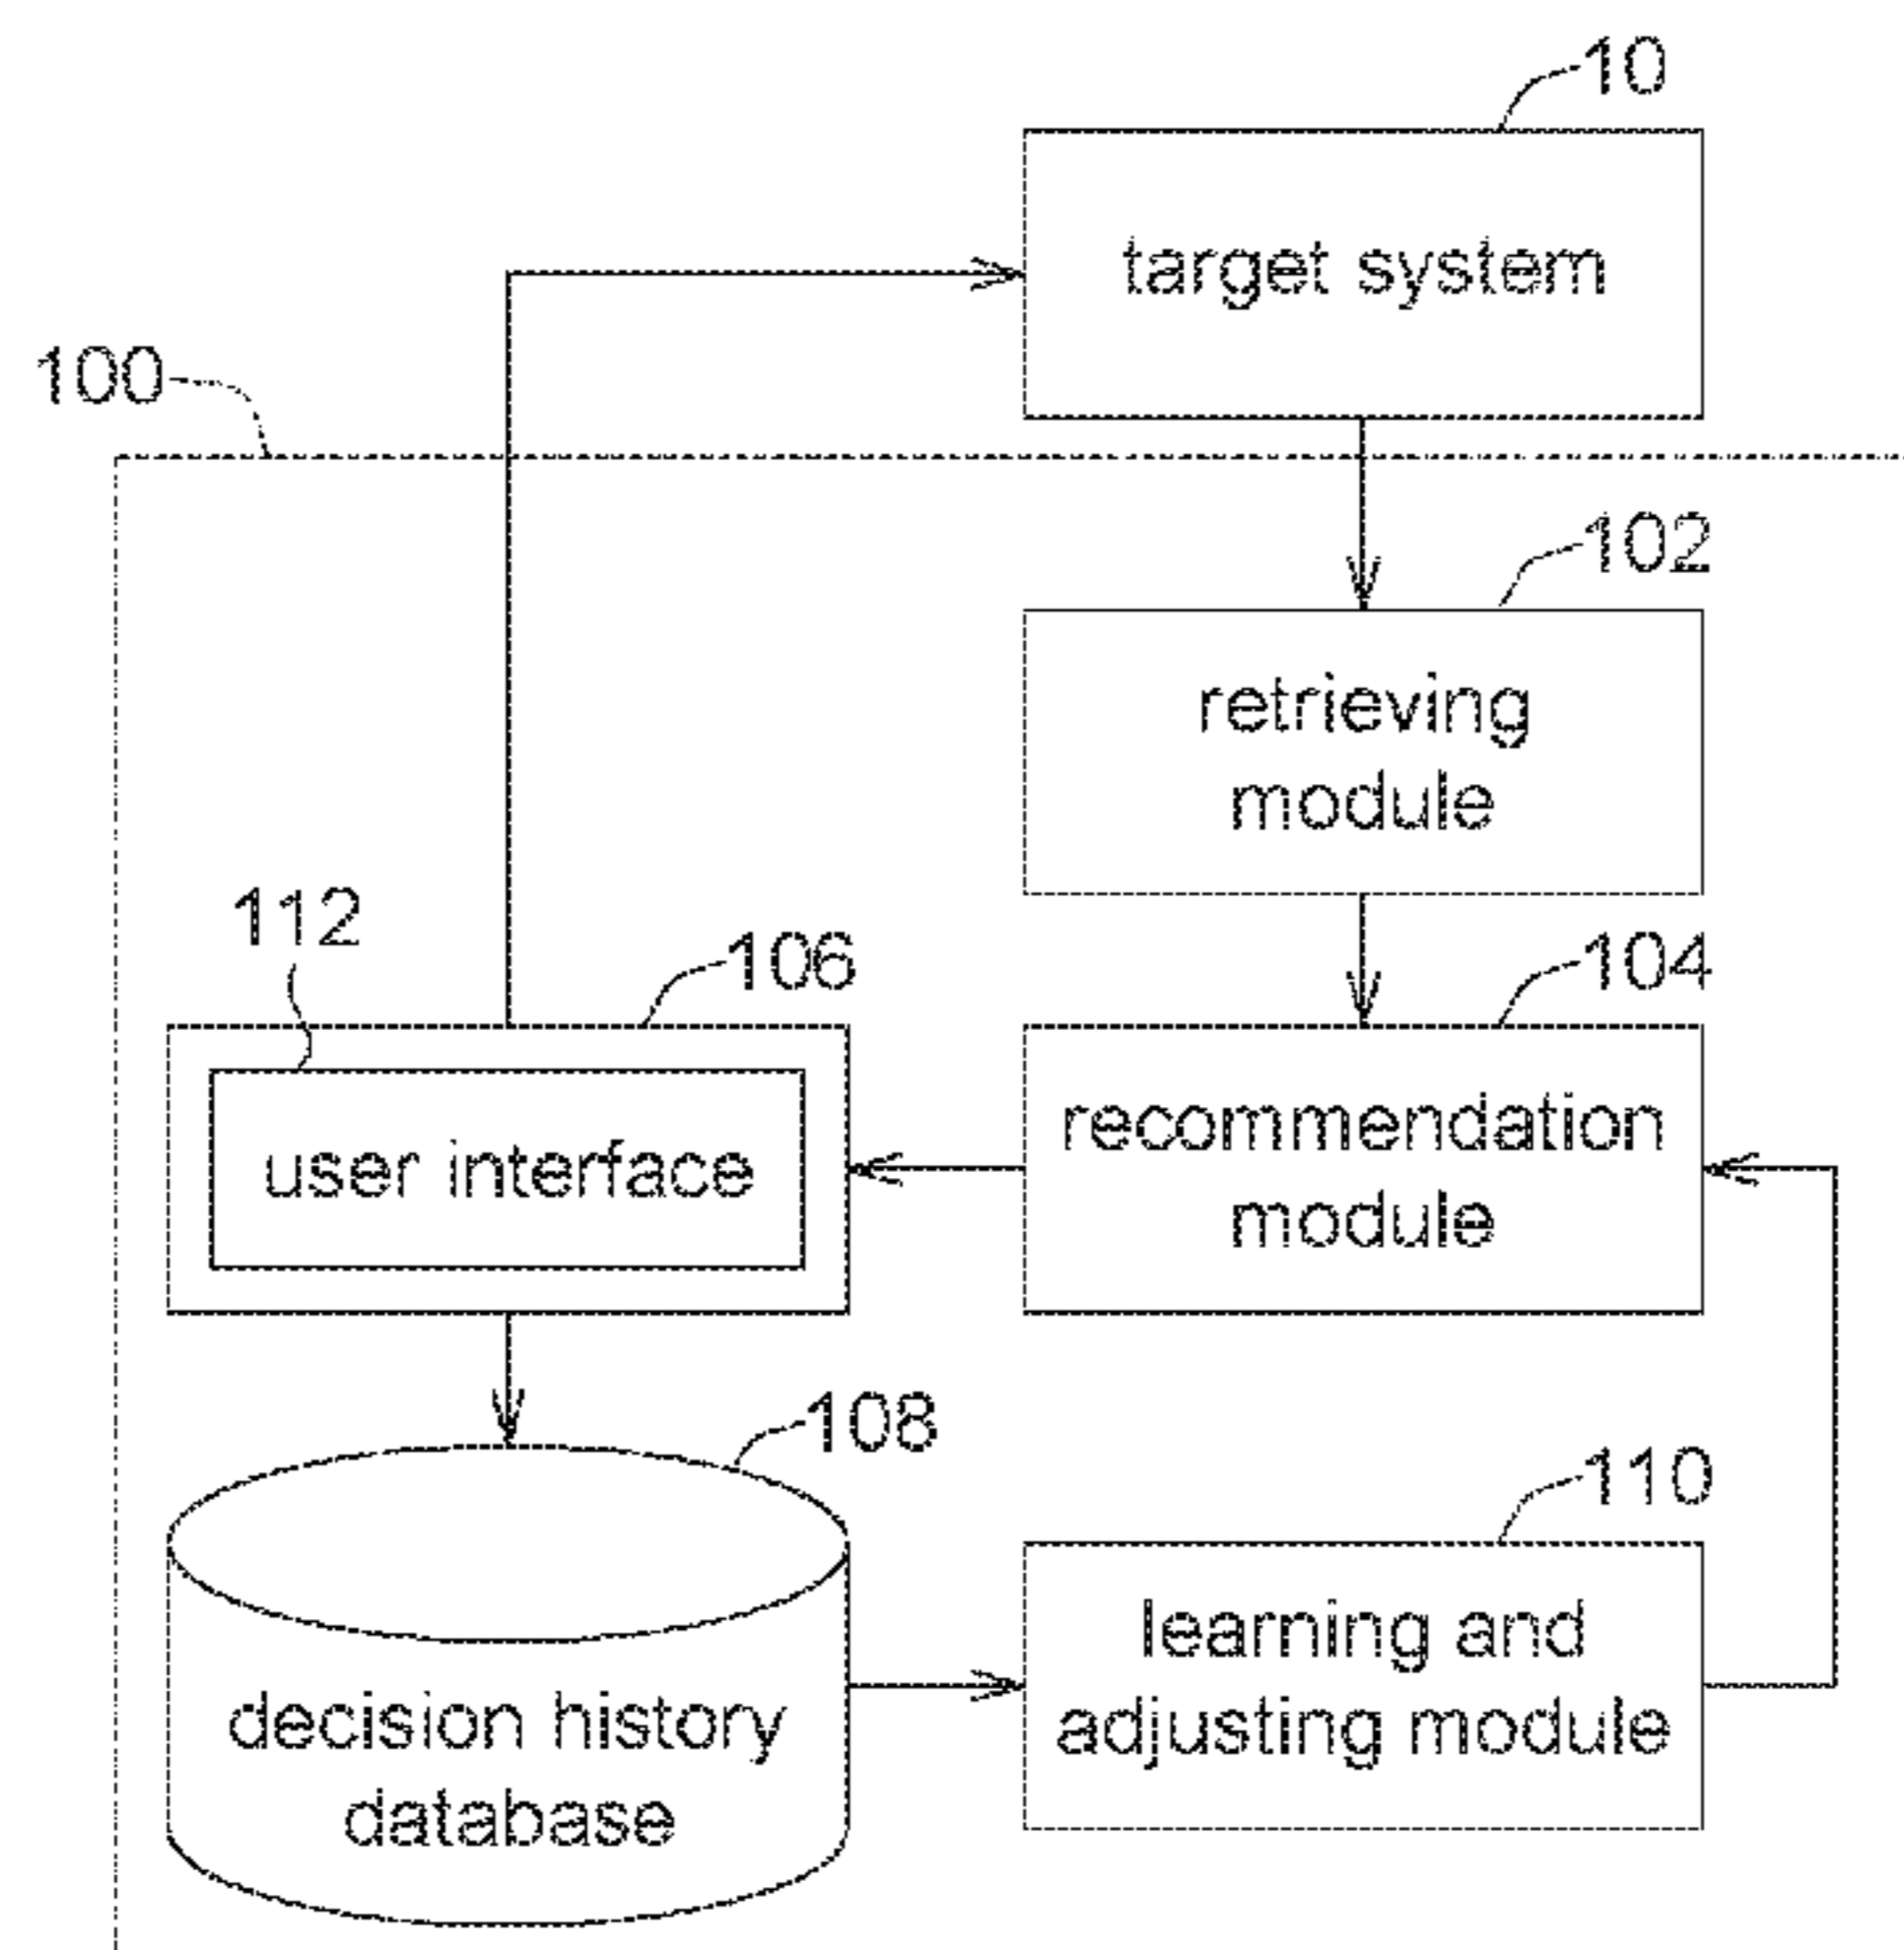 10
target system
100
102
retrieving
module
112
106
104
user interface
recommendation
module
108
110
decision history
database
learning and
adjusting module